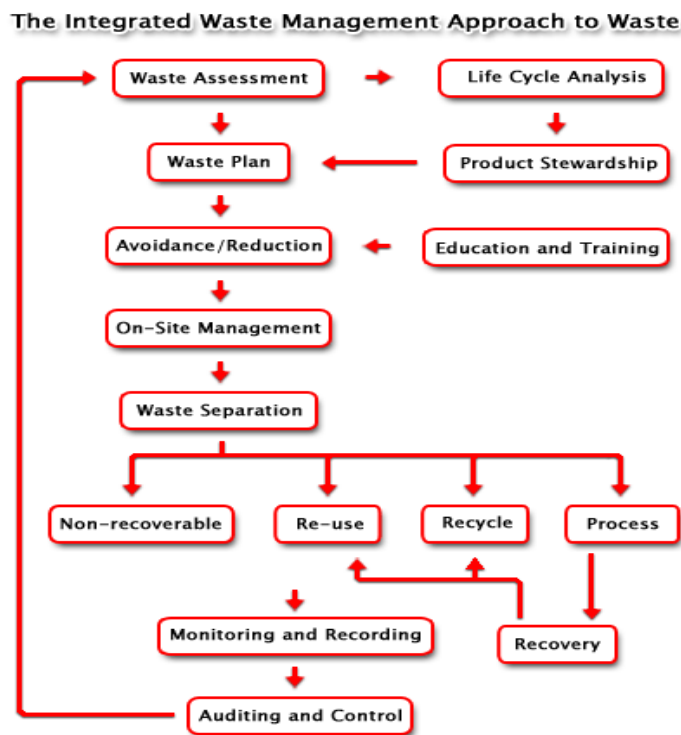 The Integrated Waste Management Approach to Waste
Waste Assessment
Life Cycle Analysis
Waste Plan
Product Stewardship
Avoidance/Reduction
Education and Training
On-Site Management
Waste Separation
Non-recoverable
Re-use
Recycle
Process
Monitoring and Recording
Recovery
Auditing and Control